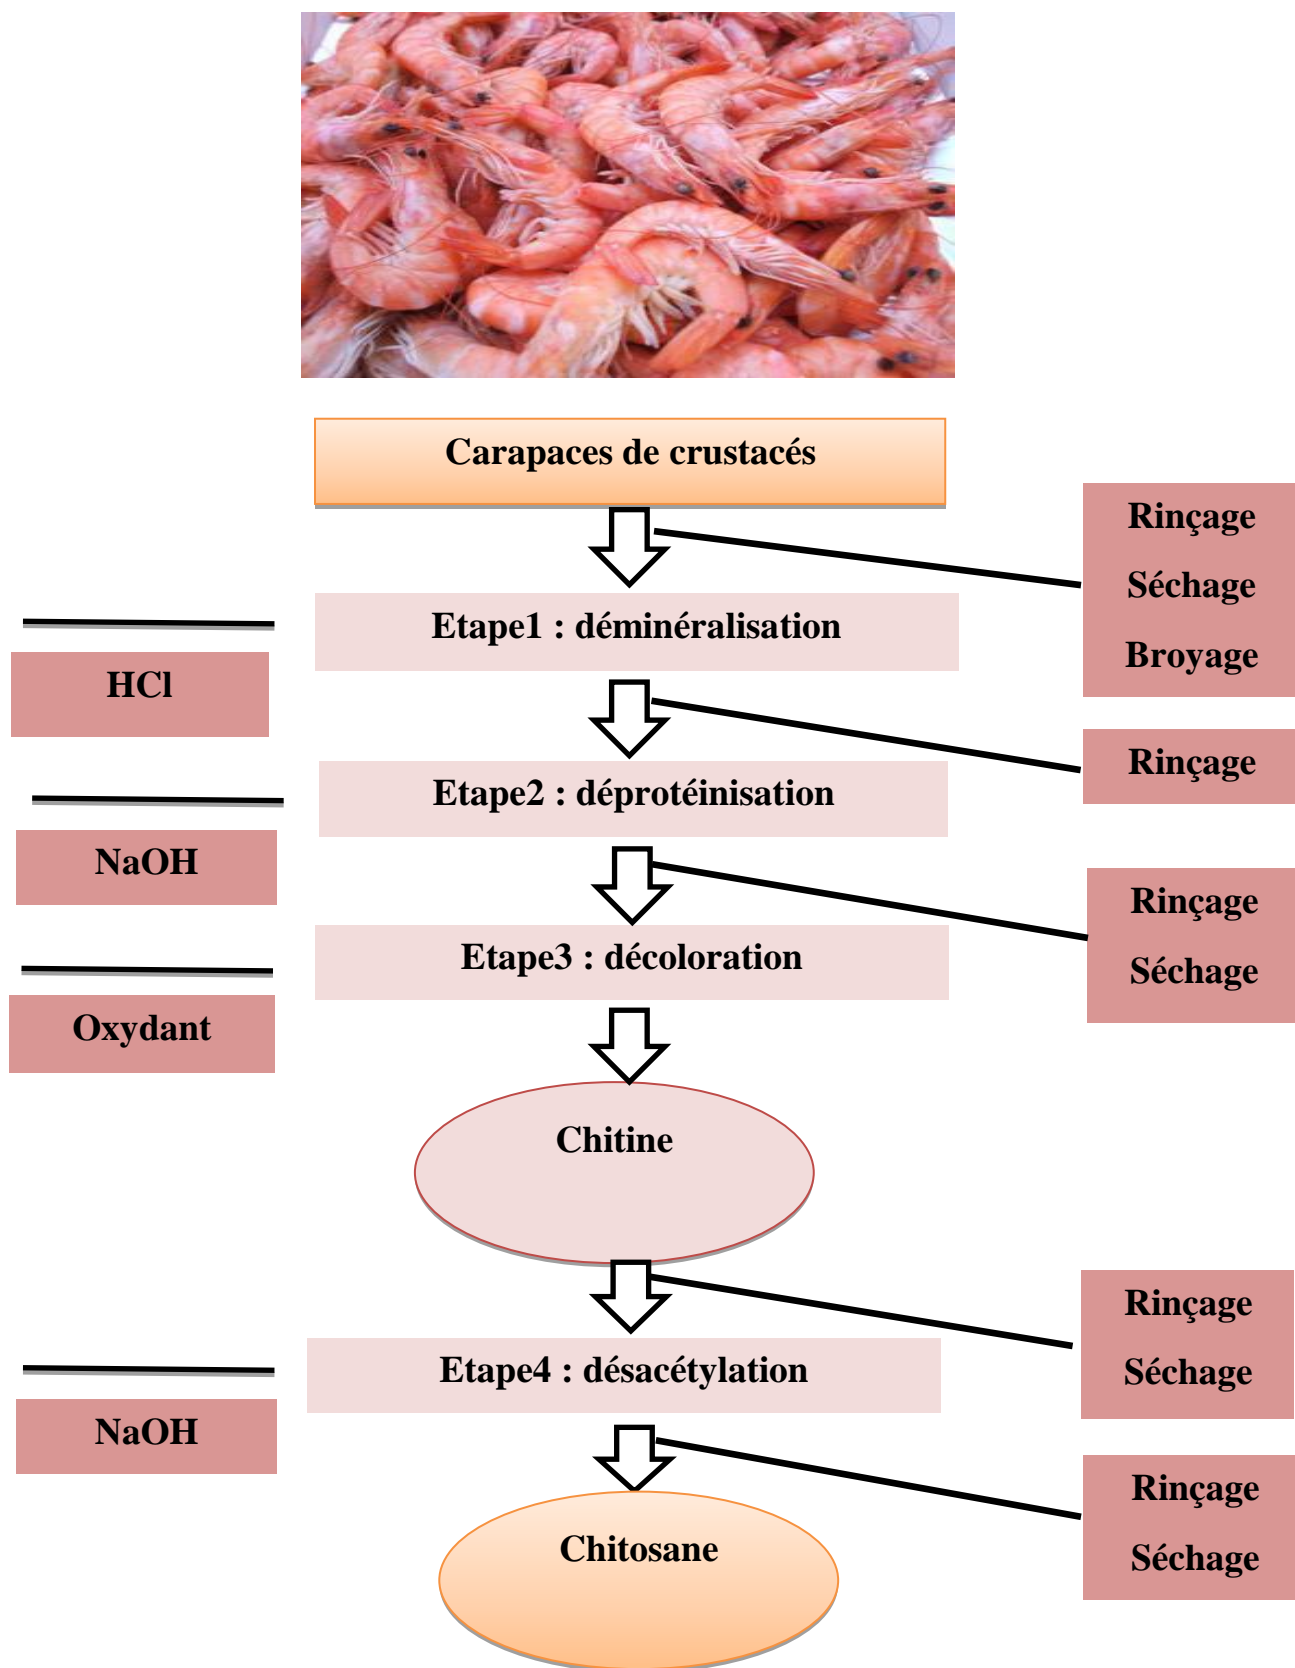 Carapaces de crustacés
Rinçage
Séchage
Broyage
Etape1 : déminéralisation
HCl
Rinçage
Etape2 : déprotéinisation
NaOH
Rinçage
Séchage
Etape3 : décoloration
Oxydant
Chitine
Rinçage
Séchage
Etape4 : désacétylation
NaOH
Rinçage
Séchage
Chitosane